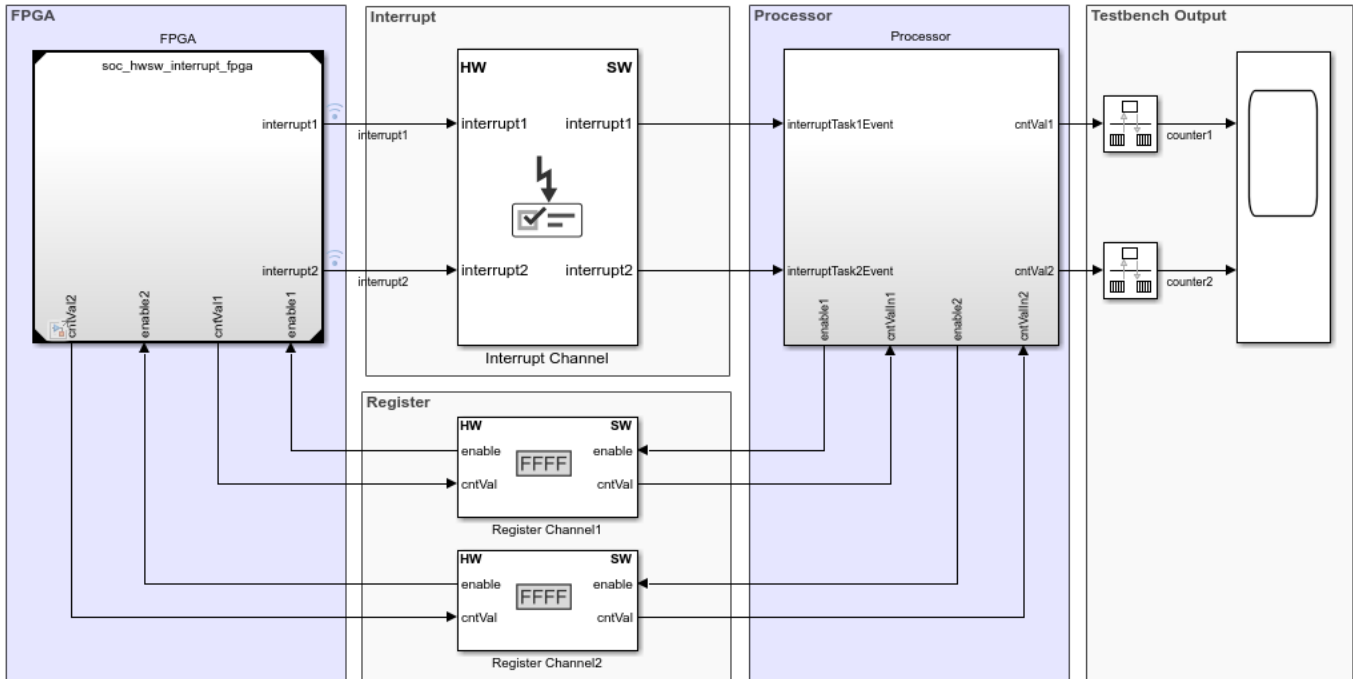 FPGA
FPGA
soc_hwsw_interrupt_fpga
interrupt1
interrupt2
cntVal2
enable2
cntVal1
enable1
interrupt1
interrupt2
Interrupt
HW SW
interrupt1 interrupt1
interrupt2 interrupt2
Interrupt Channel
Register
HW SW
enable enable
FFFF
cntVal cntVal
Register Channel1
HW SW
enable enable
FFFF
cntVal cntVal
Register Channel2
Processor
Processor
interruptTask1Event cntVal1
interruptTask2Event cntVal2
enable1
cntValIn1
enable2
cntValIn2
Testbench Output
counter1
counter2